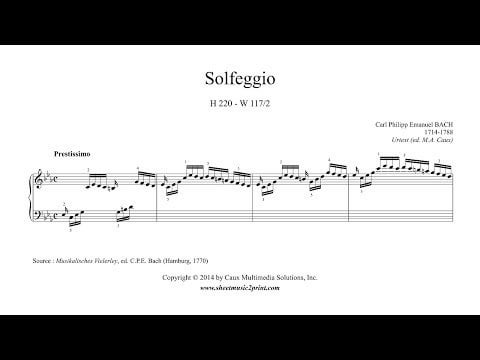 Solfeggio
H 220 - W 117/2
Carl Philipp Emanuel BACH
1714-1788
Urtext (ed. M.A. Caux)
Prestissimo
Source : Musikalisches Vielerley, ed. C.P.E. Bach (Hamburg, 1770)
Copyright © 2014 by Caux Multimedia Solutions, Inc.
www.sheetmusic2print.com